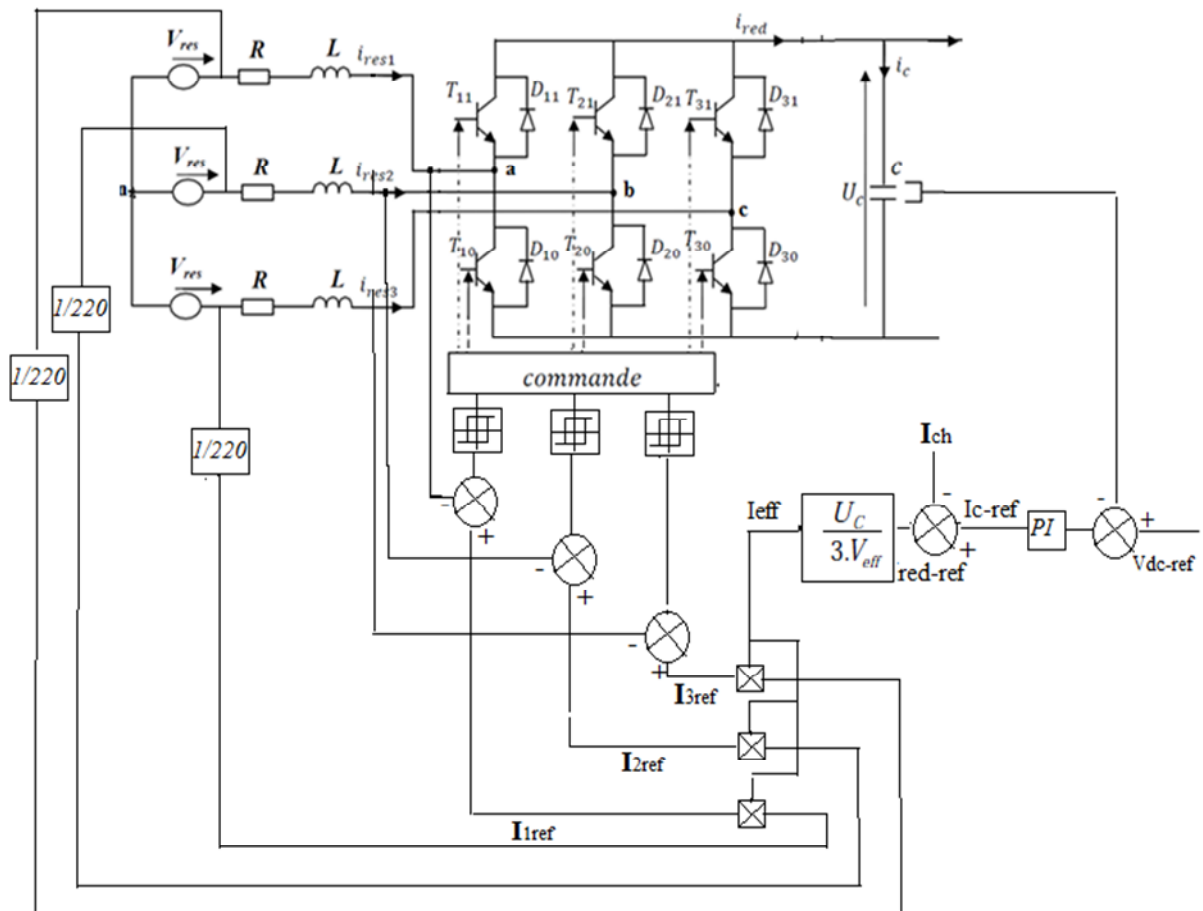 V_res R L i_res1
V_res R L i_res2
V_res R L i_res3
n
1/220
1/220
1/220
i_red
i_c
T_11 D_11 T_21 D_21 T_31 D_31
a
b
c
U_c
c
T_10 D_10 T_20 D_20 T_30 D_30
commande
I_ch
-
Ieff
U_C
3.V_eff
Ic-ref
+
red-ref
PI
-
+
Vdc-ref
-
+
-
+
-
+
I_3ref
I_2ref
I_1ref